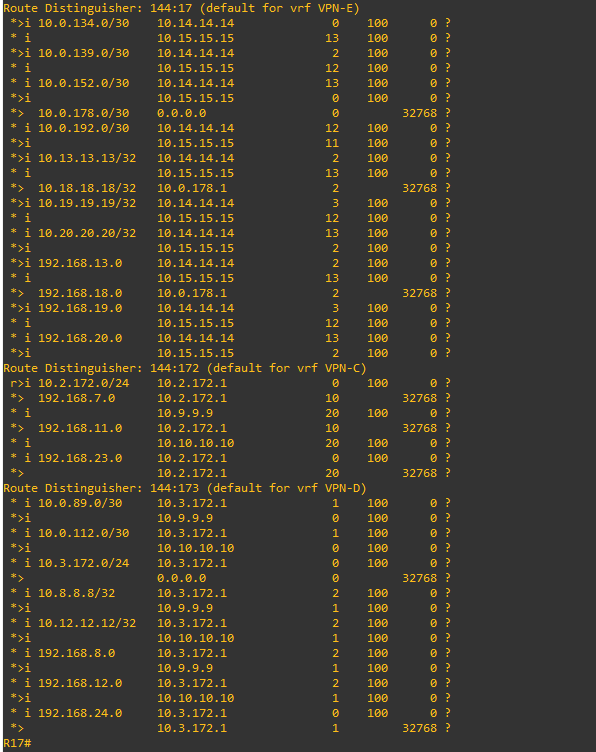 Route Distinguisher: 144:17 (default for vrf VPN-E)
 *>i 10.0.134.0/30    10.14.14.14              0    100      0 ?
 * i                  10.15.15.15             13    100      0 ?
 *>i 10.0.139.0/30    10.14.14.14              2    100      0 ?
 * i                  10.15.15.15             12    100      0 ?
 * i 10.0.152.0/30    10.14.14.14             13    100      0 ?
 *>i                  10.15.15.15              0    100      0 ?
 *>  10.0.178.0/30    0.0.0.0                  0         32768 ?
 * i 10.0.192.0/30    10.14.14.14             12    100      0 ?
 *>i                  10.15.15.15             11    100      0 ?
 *>i 10.13.13.13/32   10.14.14.14              2    100      0 ?
 * i                  10.15.15.15             13    100      0 ?
 *>  10.18.18.18/32   10.0.178.1               2         32768 ?
 *>i 10.19.19.19/32   10.14.14.14              3    100      0 ?
 * i                  10.15.15.15             12    100      0 ?
 * i 10.20.20.20/32   10.14.14.14             13    100      0 ?
 *>i                  10.15.15.15              2    100      0 ?
 *>i 192.168.13.0     10.14.14.14              2    100      0 ?
 * i                  10.15.15.15             13    100      0 ?
 *>  192.168.18.0     10.0.178.1               2         32768 ?
 *>i 192.168.19.0     10.14.14.14              3    100      0 ?
 * i                  10.15.15.15             12    100      0 ?
 * i 192.168.20.0     10.14.14.14             13    100      0 ?
 *>i                  10.15.15.15              2    100      0 ?
Route Distinguisher: 144:172 (default for vrf VPN-C)
 r>i 10.2.172.0/24    10.2.172.1               0    100      0 ?
 *>  192.168.7.0      10.2.172.1              10         32768 ?
 * i                  10.9.9.9                20    100      0 ?
 *>  192.168.11.0     10.2.172.1              10         32768 ?
 * i                  10.10.10.10             20    100      0 ?
 * i 192.168.23.0     10.2.172.1               0    100      0 ?
 *>                   10.2.172.1              20         32768 ?
Route Distinguisher: 144:173 (default for vrf VPN-D)
 * i 10.0.89.0/30     10.3.172.1               1    100      0 ?
 *>i                  10.9.9.9                 0    100      0 ?
 * i 10.0.112.0/30    10.3.172.1               1    100      0 ?
 *>i                  10.10.10.10              0    100      0 ?
 * i 10.3.172.0/24    10.3.172.1               0    100      0 ?
 *>                   0.0.0.0                  0         32768 ?
 * i 10.8.8.8/32      10.3.172.1               2    100      0 ?
 *>i                  10.9.9.9                 1    100      0 ?
 * i 10.12.12.12/32   10.3.172.1               2    100      0 ?
 *>i                  10.10.10.10              1    100      0 ?
 * i 192.168.8.0      10.3.172.1               2    100      0 ?
 *>i                  10.9.9.9                 1    100      0 ?
 * i 192.168.12.0     10.3.172.1               2    100      0 ?
 *>i                  10.10.10.10              1    100      0 ?
 * i 192.168.24.0     10.3.172.1               0    100      0 ?
 *>                   10.3.172.1               1         32768 ?
R17#